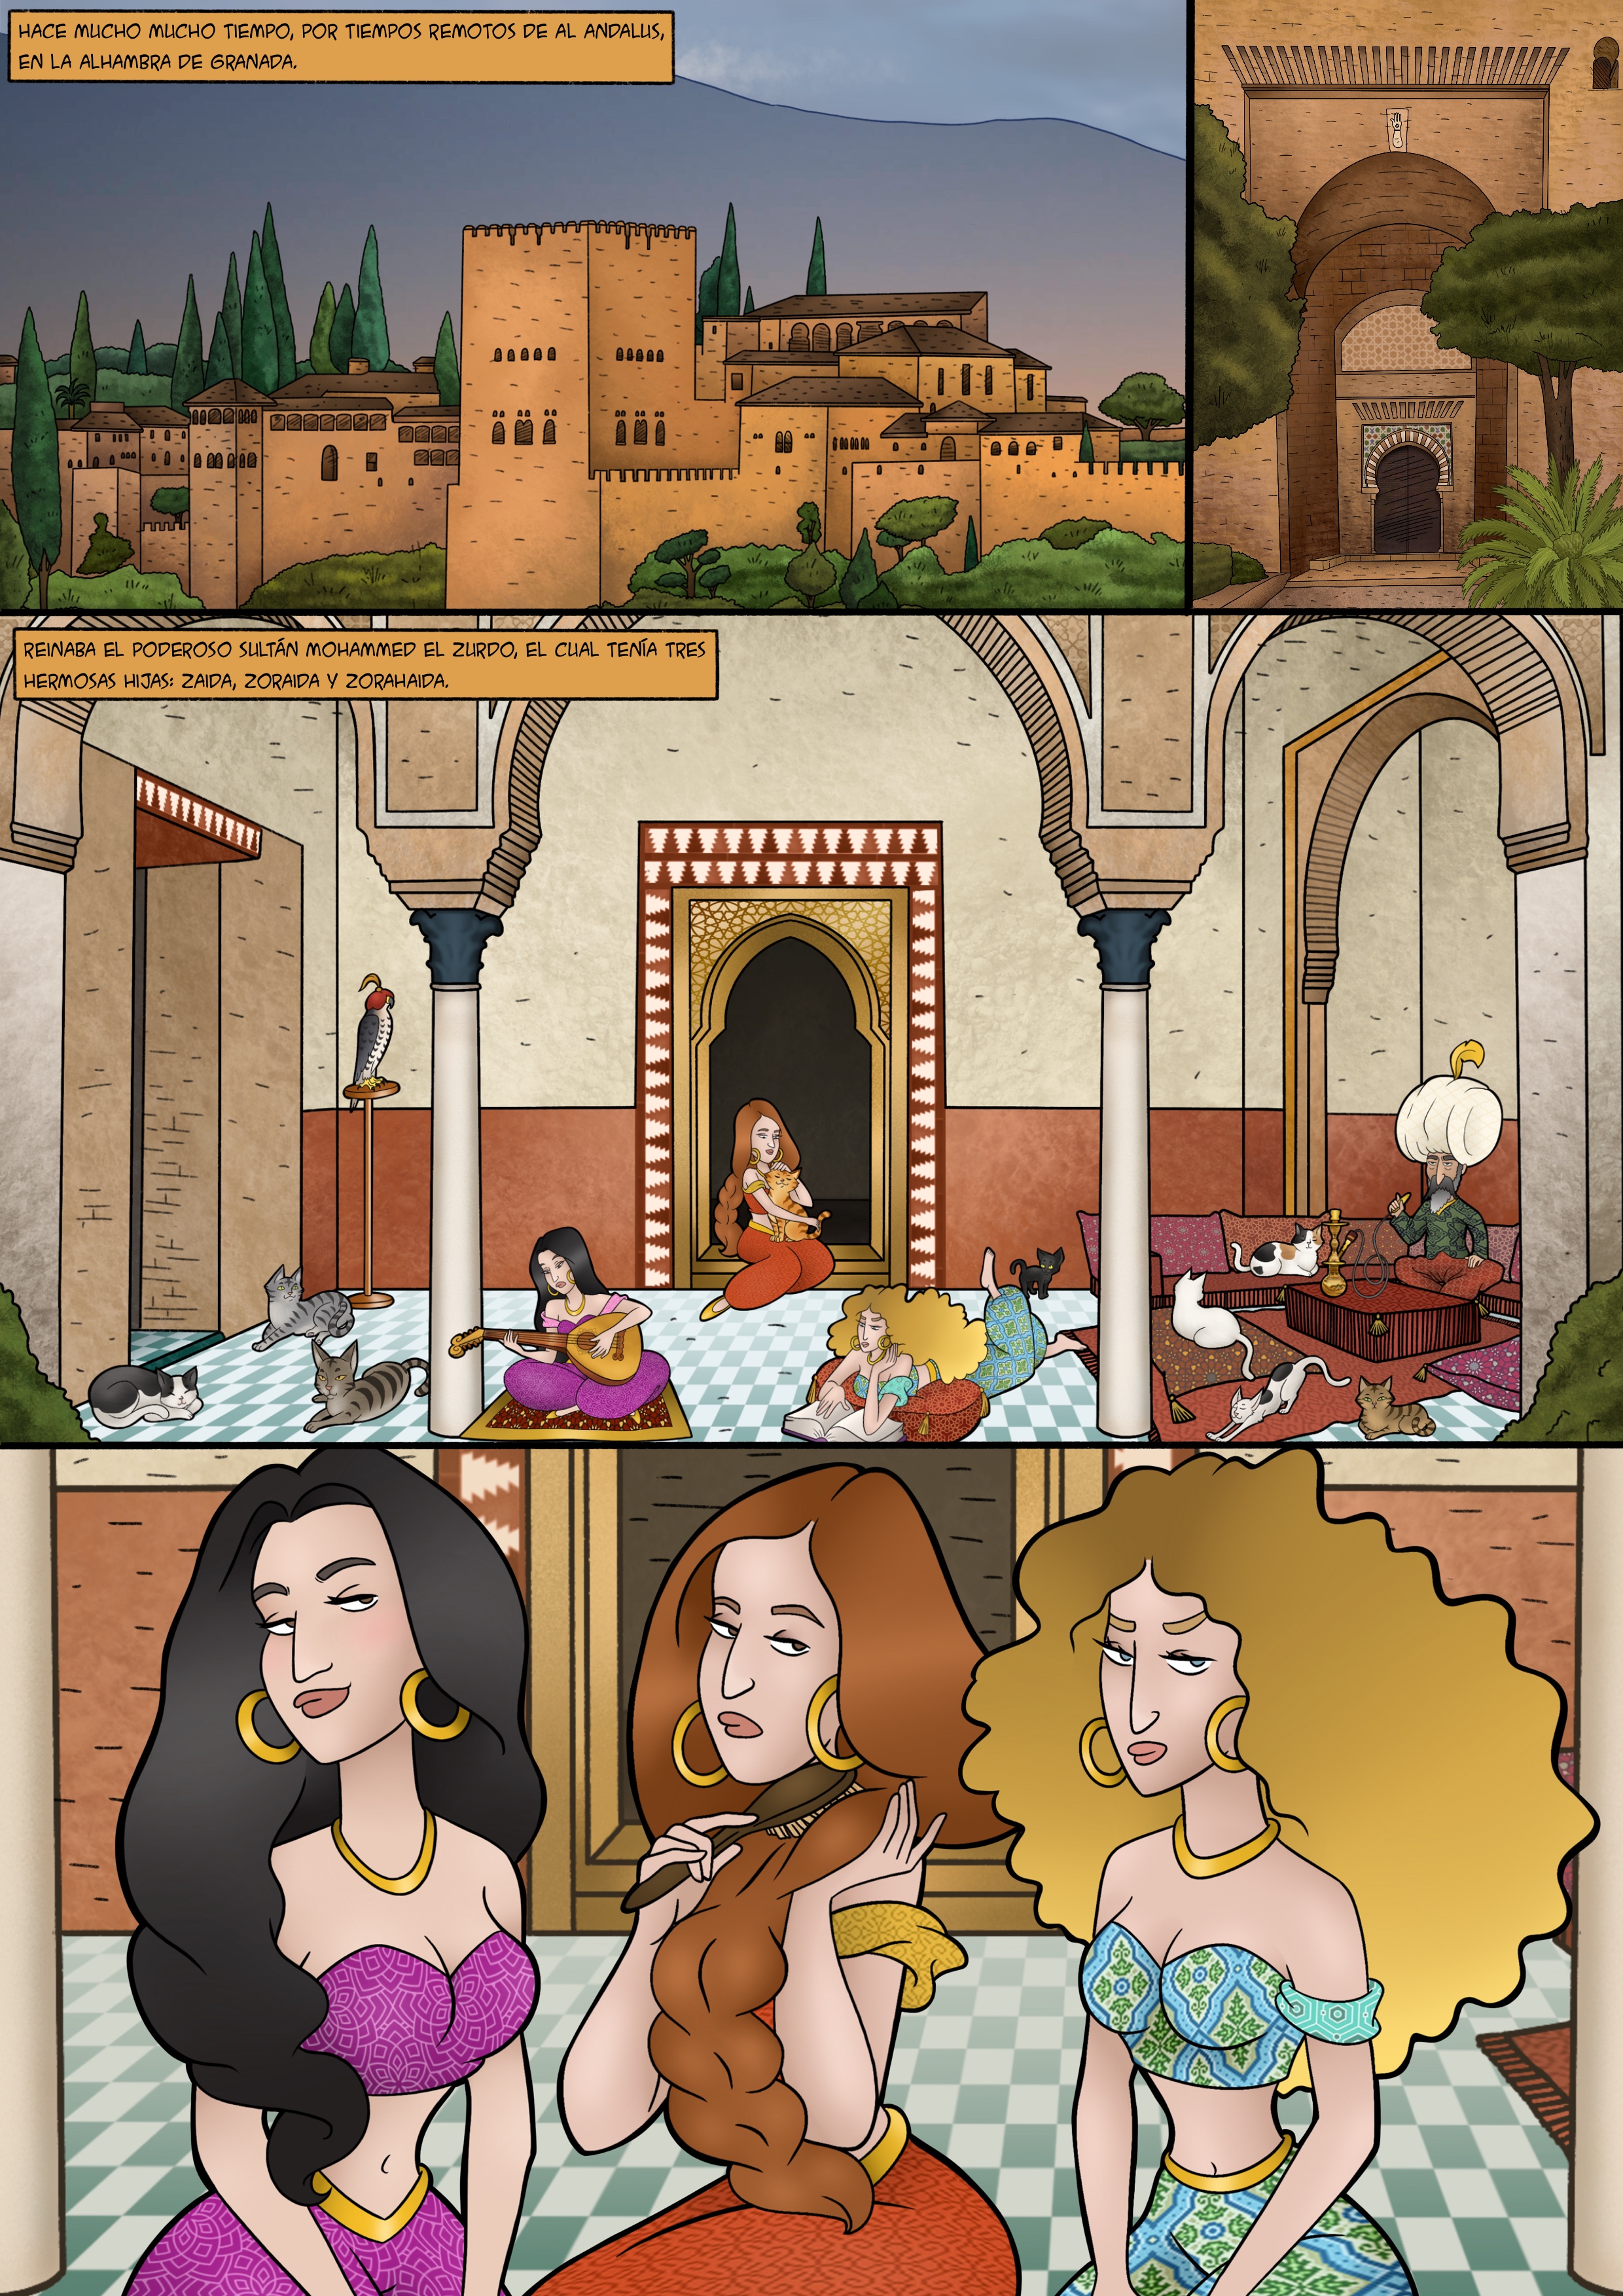 HACE MUCHO MUCHO TIEMPO, POR TIEMPOS REMOTOS DE AL ANDALUS,
EN LA ALHAMBRA DE GRANADA.
REINABA EL PODEROSO SULTÁN MOHAMMED EL ZURDO, EL CUAL TENÍA TRES
HERMOSAS HIJAS: ZAIDA, ZORAIDA Y ZORAHAIDA.